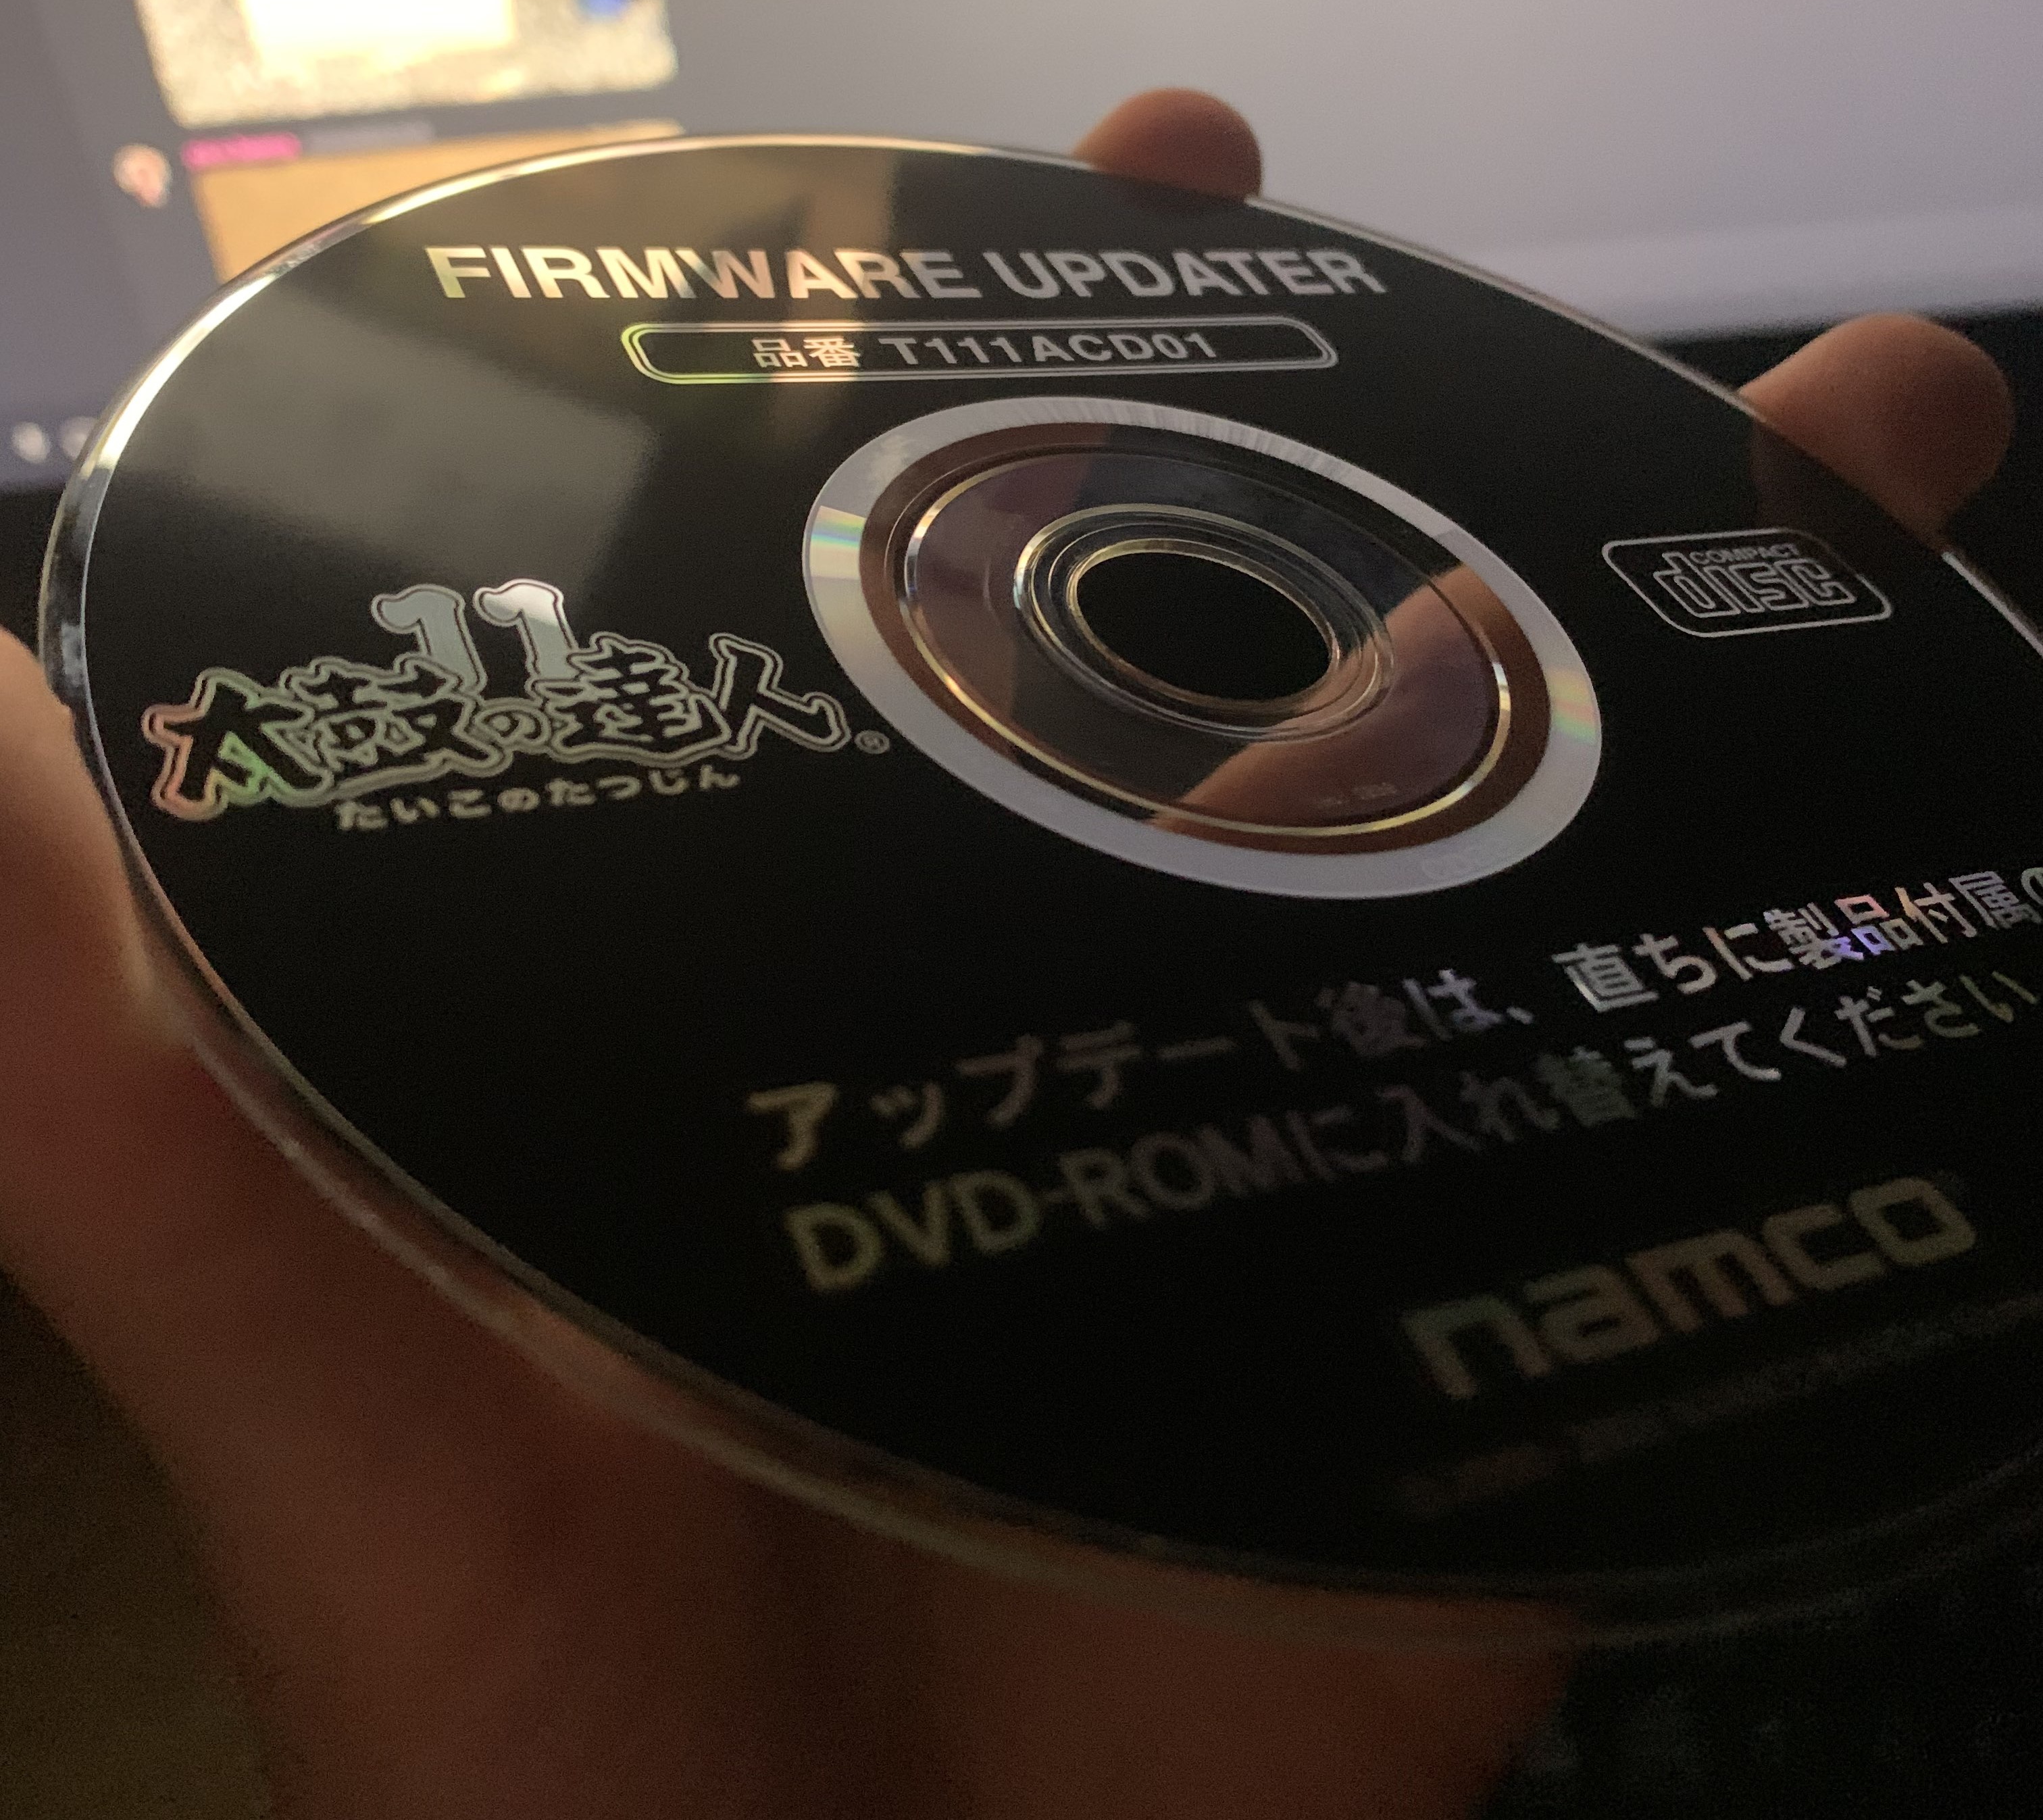 FIRMWARE UPDATER
品番 T111ACD01
COMPACT
disc
11
太鼓の達人®
たいこのたつじん
アップデート後は、直ちに製品付属の
DVD-ROMに入れ替えてください
namco